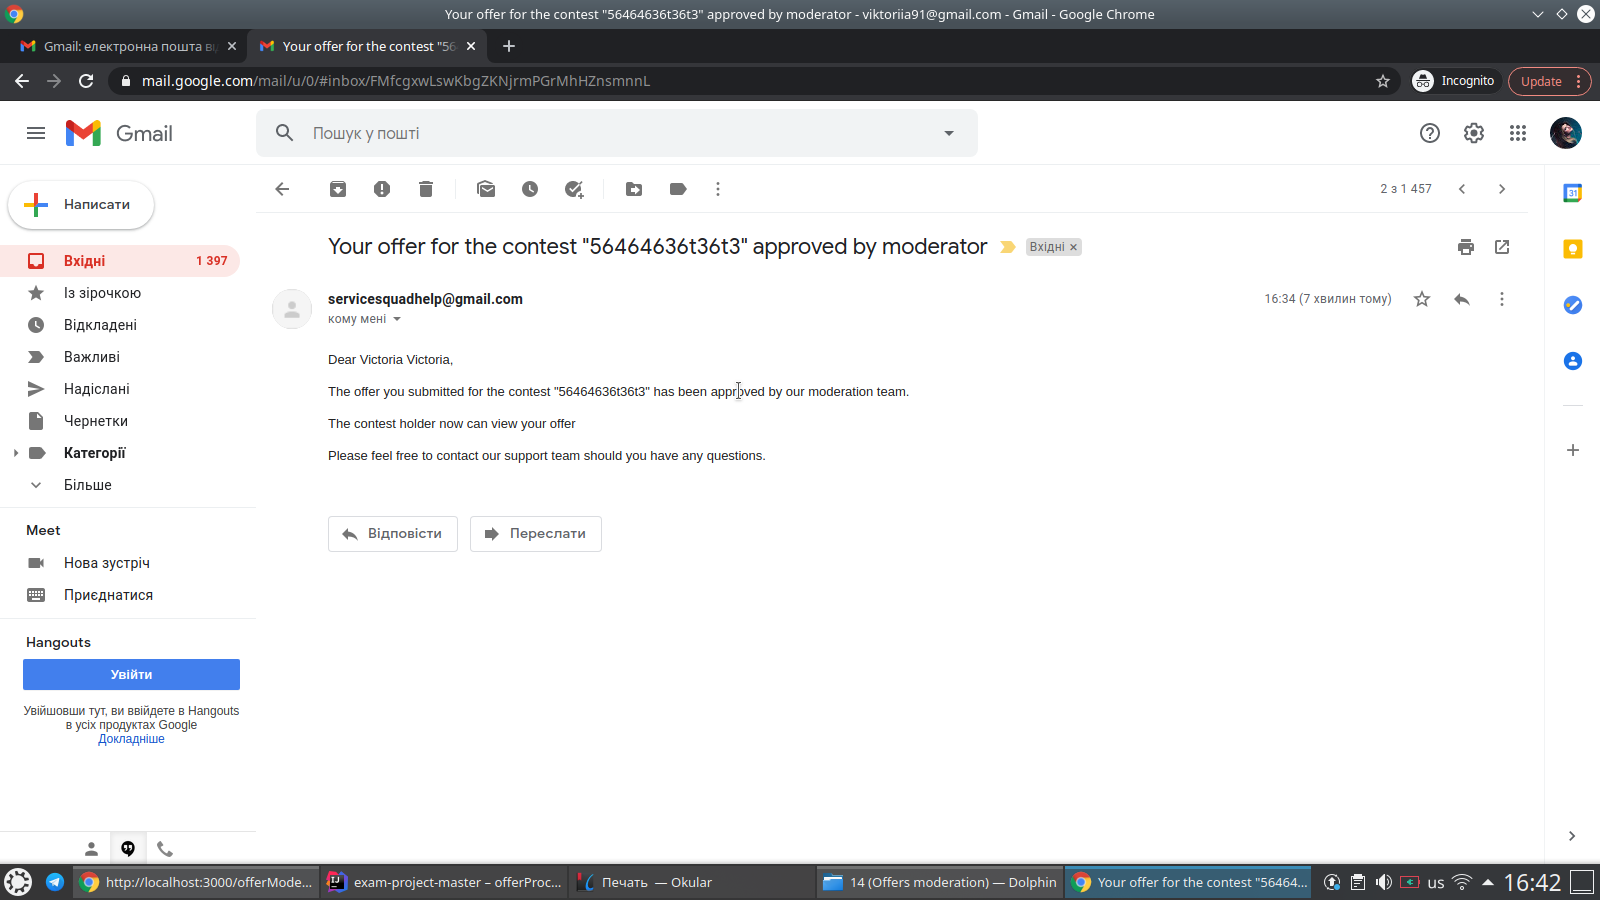 Your offer for the contest "56464636t36t3" approved by moderator - viktoriia91@gmail.com - Gmail - Google Chrome
Gmail: електронна пошта ві
Your offer for the contest "56
mail.google.com/mail/u/0/#inbox/FMfcgxwLswKbgZKNjrmPGrMhHZnsmnnL
Incognito
Update
Gmail
Пошук у пошті
Написати
2 з 1 457
31
Your offer for the contest "56464636t36t3" approved by moderator
Вхідні ×
Вхідні 1 397
Із зірочкою
Відкладені
Важливі
Надіслані
Чернетки
Категорії
Більше
servicesquadhelp@gmail.com
16:34 (7 хвилин тому)
кому мені
Dear Victoria Victoria,
The offer you submitted for the contest "56464636t36t3" has been approved by our moderation team.
The contest holder now can view your offer
Please feel free to contact our support team should you have any questions.
Відповісти
Переслати
Meet
Нова зустріч
Приєднатися
Hangouts
Увійти
Увійшовши тут, ви ввійдете в Hangouts
в усіх продуктах Google
Докладніше
http://localhost:3000/offerMode...
exam-project-master – offerProc...
Печать — Okular
14 (Offers moderation) — Dolphin
Your offer for the contest "56464...
us
16:42